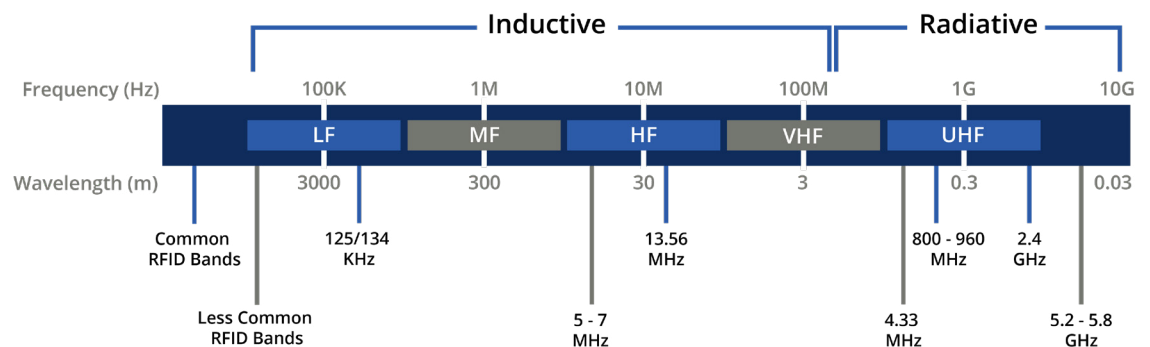 Inductive
Radiative
Frequency (Hz)
100K
1M
10M
100M
1G
10G
LF
MF
HF
VHF
UHF
Wavelength (m)
3000
300
30
3
0.3
0.03
Common
RFID Bands
125/134
KHz
13.56
MHz
800 - 960
MHz
2.4
GHz
Less Common
RFID Bands
5 - 7
MHz
4.33
MHz
5.2 - 5.8
GHz